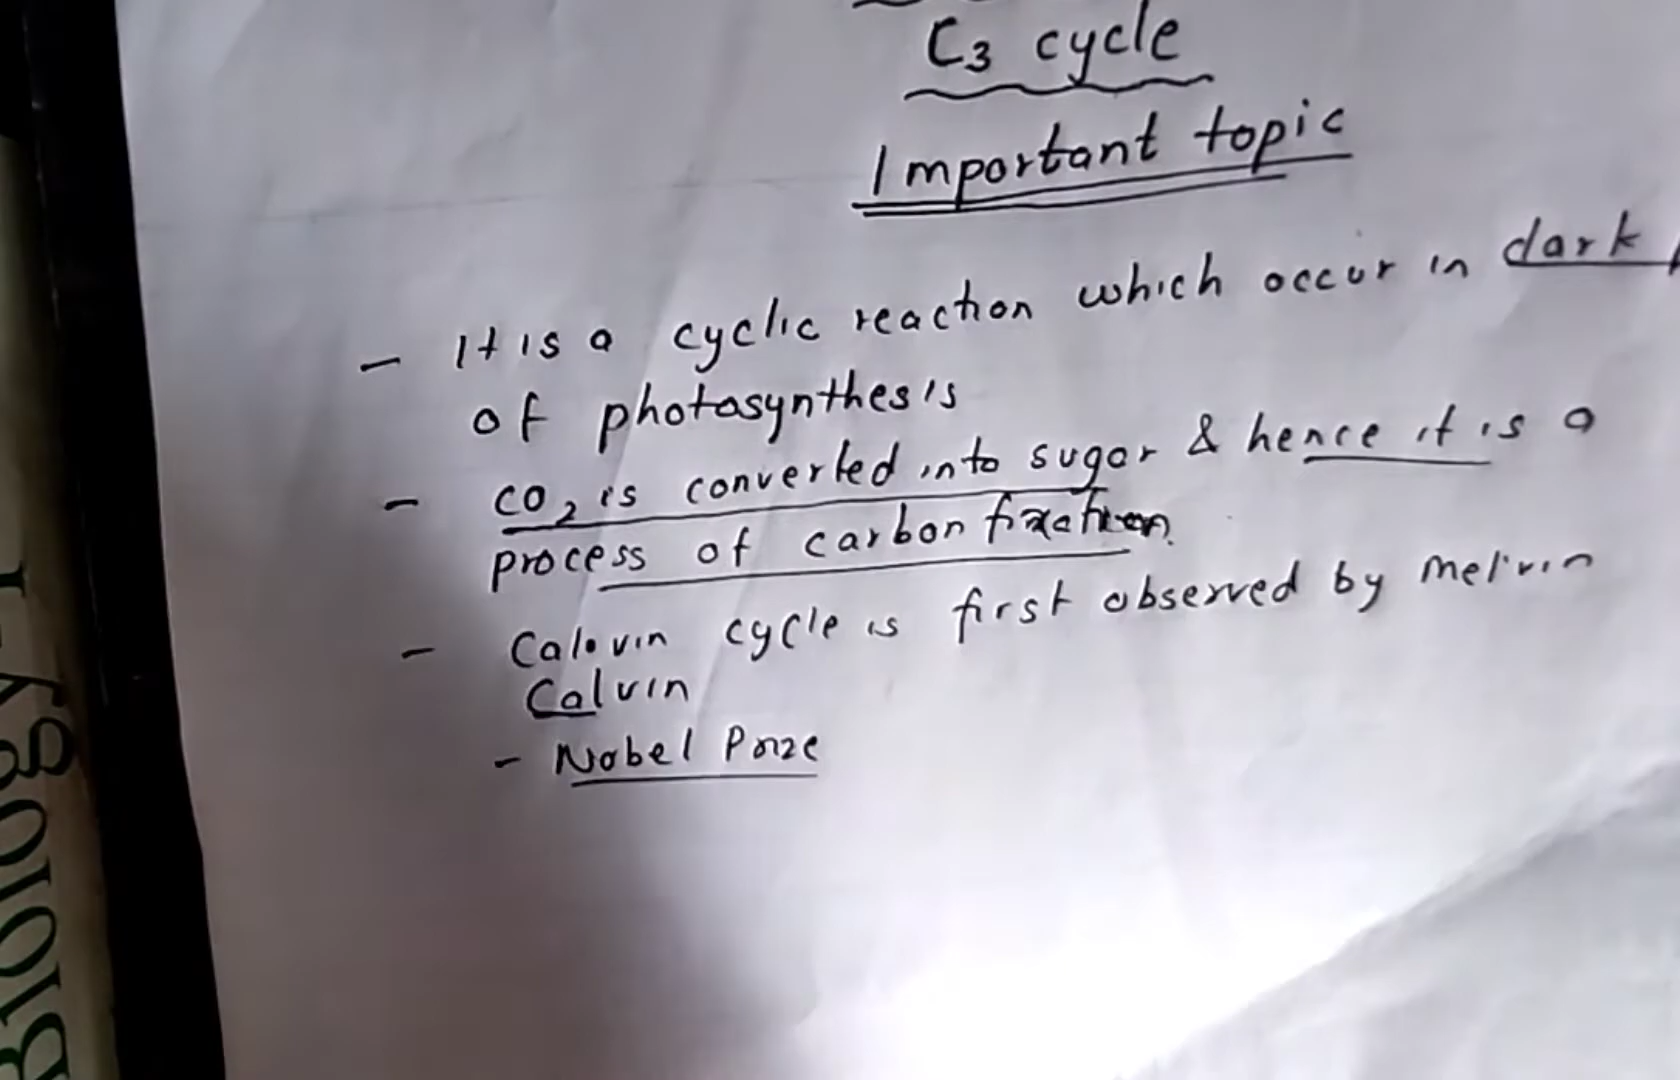 C3 cycle
Important topic
- It is a cyclic reaction which occur in dark
of photosynthesis
- CO2 is converted into sugar & hence it is a
process of carbon fixation.
- Calovin cycle is first observed by Melvin
Calvin
- Nobel Prize
Biology-I